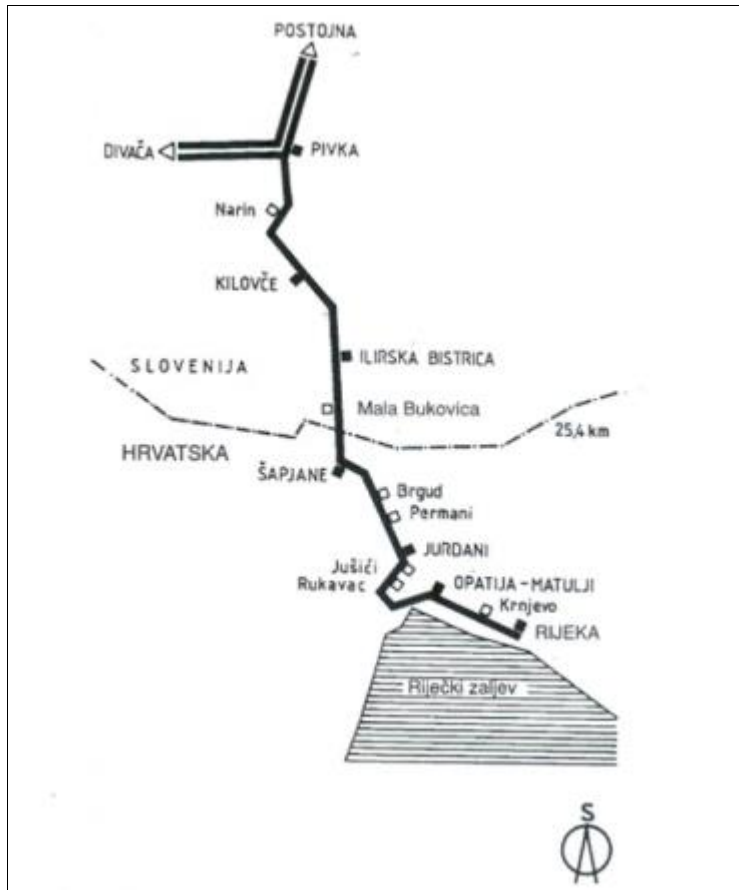 POSTOJNA
DIVAČA
PIVKA
Narin
KILOVČE
ILIRSKA BISTRICA
SLOVENIJA
Mala Bukovica
25,4 km
HRVATSKA
ŠAPJANE
Brgud
Permani
JURDANI
Jušići
Rukavac
OPATIJA-MATULJI
Krnjevo
RIJEKA
Riječki zaljev
S